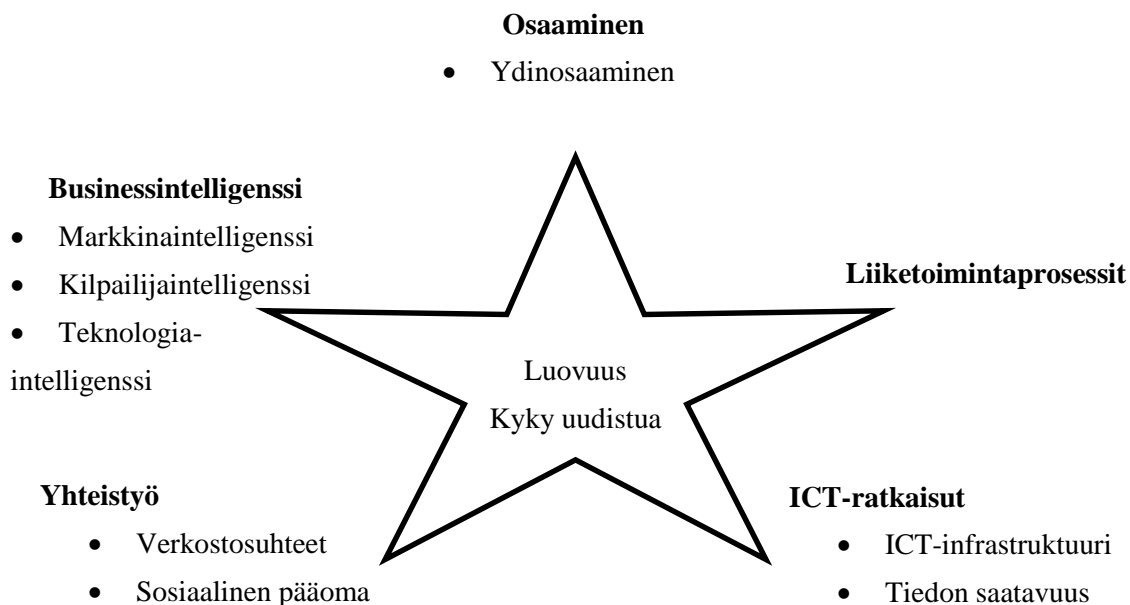 Osaaminen
• Ydinosaaminen
Businessintelligenssi
• Markkinaintelligenssi
• Kilpailijaintelligenssi
• Teknologia-
intelligenssi
Liiketoimintaprosessit
Luovuus
Kyky uudistua
Yhteistyö
• Verkostosuhteet
• Sosiaalinen pääoma
ICT-ratkaisut
• ICT-infrastruktuuri
• Tiedon saatavuus